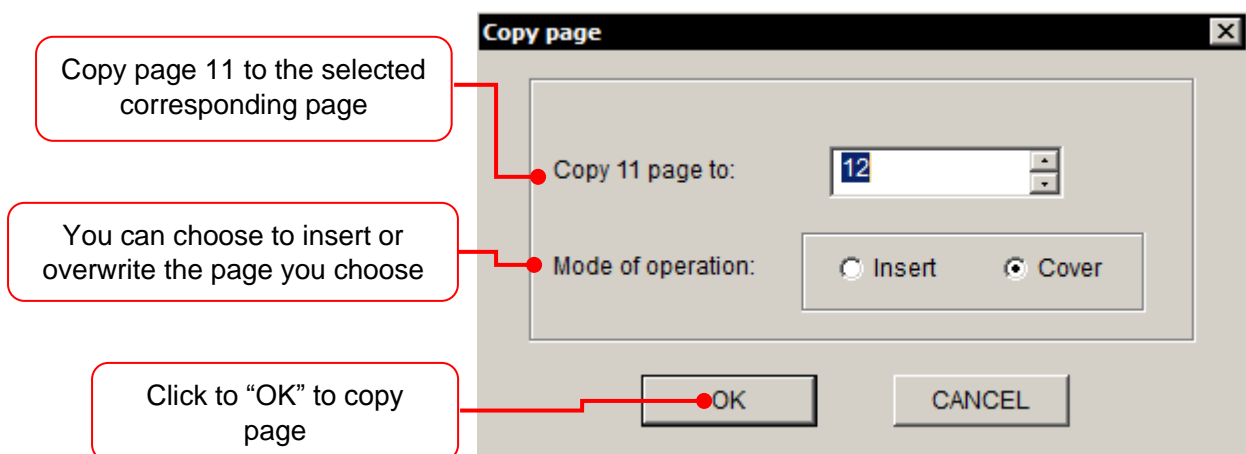 Copy page
Copy page 11 to the selected
corresponding page
Copy 11 page to:
12
You can choose to insert or
overwrite the page you choose
Mode of operation:
Insert
Cover
Click to “OK” to copy
page
OK
CANCEL